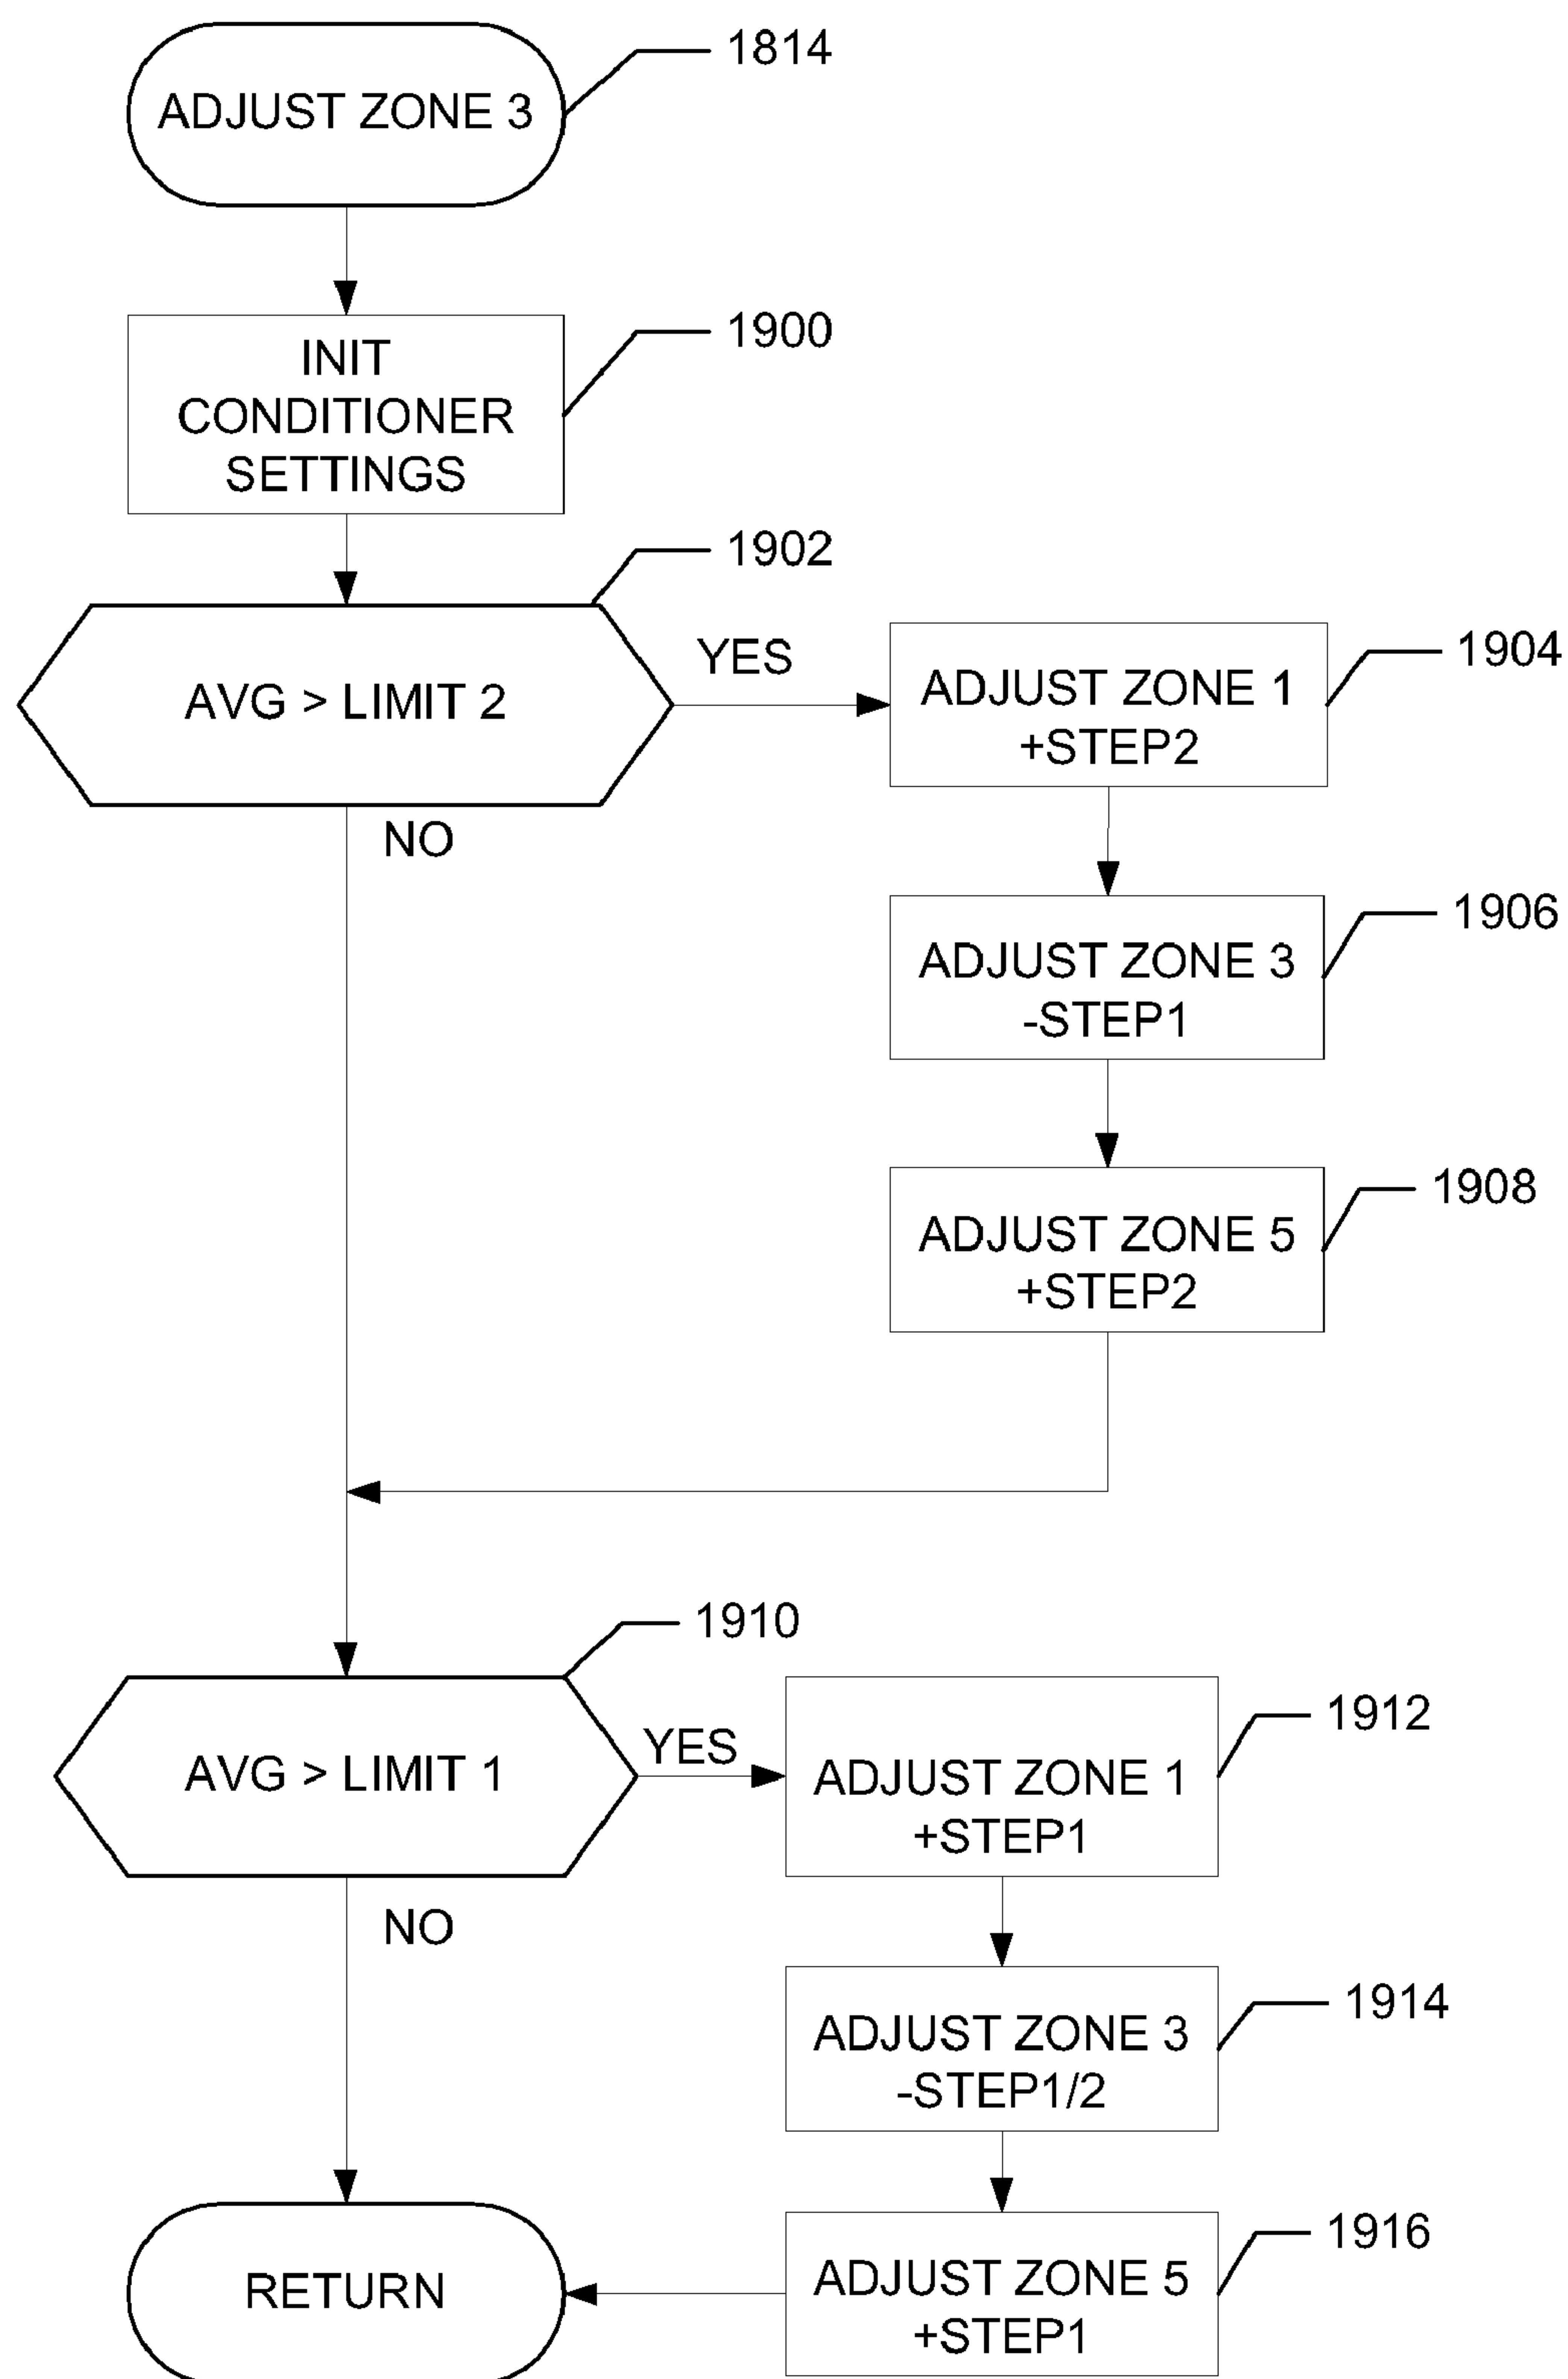 1814
ADJUST ZONE 3
1900
INIT
CONDITIONER
SETTINGS
1902
AVG > LIMIT 2
YES
NO
1904
ADJUST ZONE 1
+STEP2
1906
ADJUST ZONE 3
-STEP1
1908
ADJUST ZONE 5
+STEP2
1910
AVG > LIMIT 1
YES
NO
1912
ADJUST ZONE 1
+STEP1
1914
ADJUST ZONE 3
-STEP1/2
1916
ADJUST ZONE 5
+STEP1
RETURN